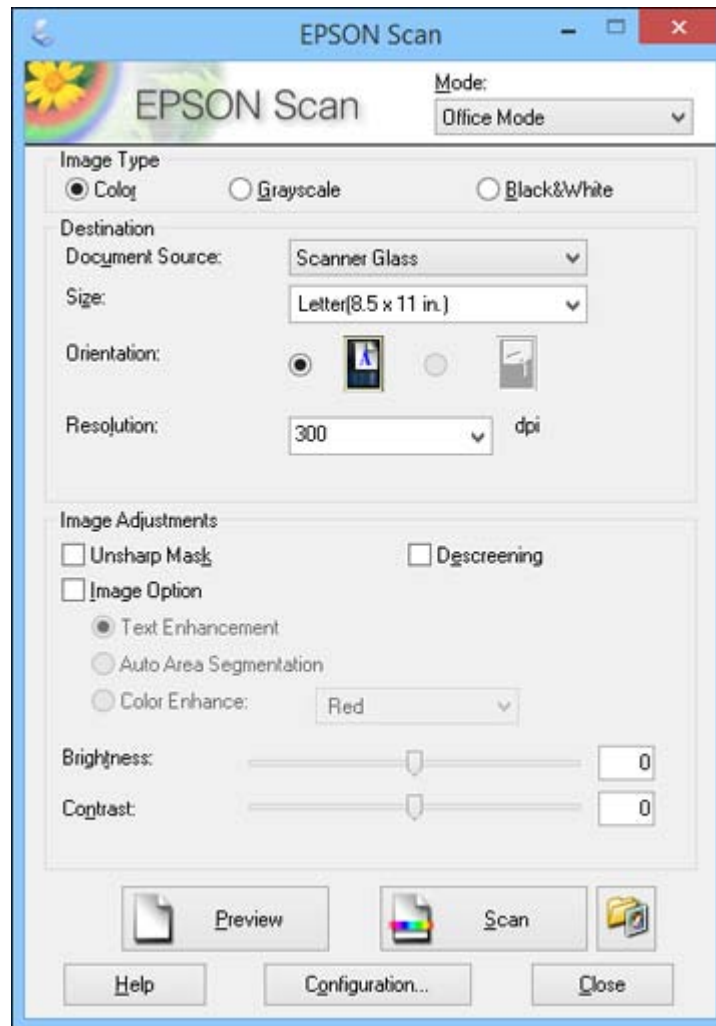 EPSON Scan
EPSON Scan
Mode:
Office Mode
Image Type
Color Grayscale Black&White
Destination
Document Source: Scanner Glass
Size: Letter(8.5 x 11 in.)
Orientation:
Resolution: 300 dpi
Image Adjustments
Unsharp Mask Descreening
Image Option
Text Enhancement
Auto Area Segmentation
Color Enhance: Red
Brightness: 0
Contrast: 0
Preview Scan
Help Configuration... Close